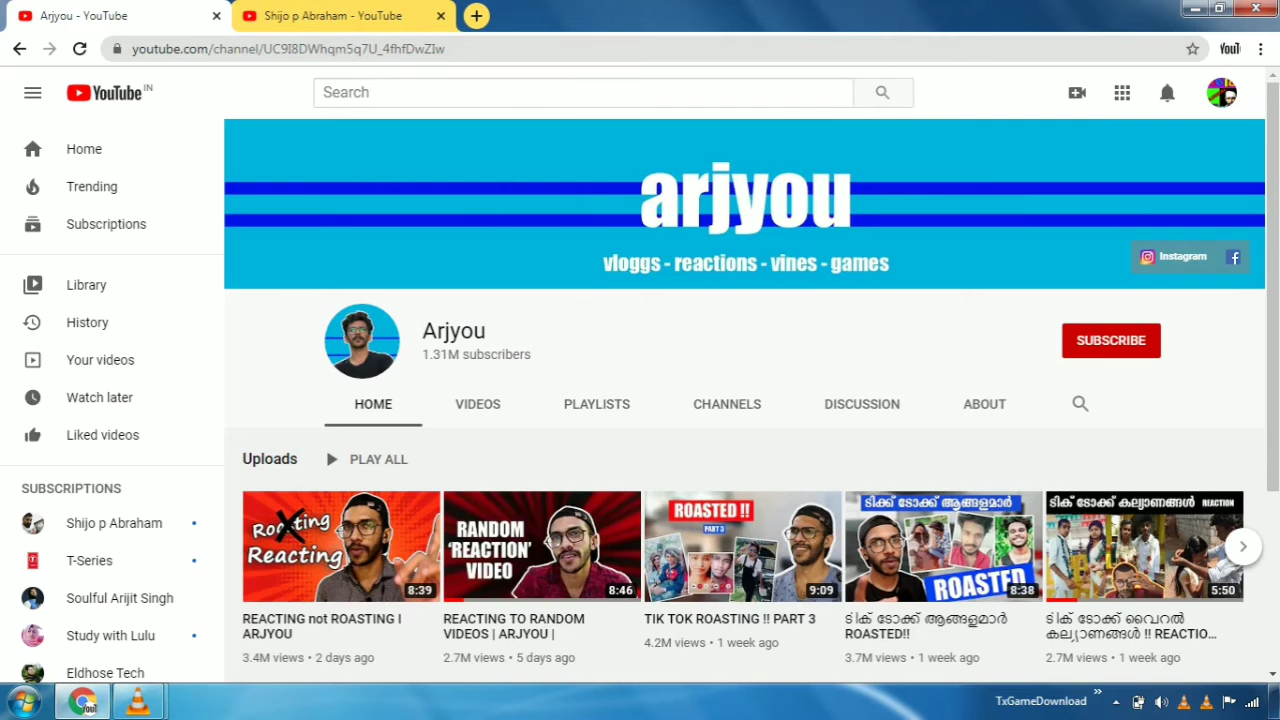 Arjyou - YouTube
Shijo p Abraham - YouTube
youtube.com/channel/UC9I8DWhqm5q7U_4fhfDwZIw
YouT
YouTube IN
Search
Home
Trending
Subscriptions
Library
History
Your videos
Watch later
Liked videos
SUBSCRIPTIONS
Shijo p Abraham
T-Series
Soulful Arijit Singh
Study with Lulu
Eldhose Tech
arjyou
vloggs - reactions - vines - games
Instagram
Arjyou
1.31M subscribers
SUBSCRIBE
HOME
VIDEOS
PLAYLISTS
CHANNELS
DISCUSSION
ABOUT
Uploads
PLAY ALL
Roasting
Reacting
8:39
REACTING not ROASTING I
ARJYOU
3.4M views • 2 days ago
RANDOM
'REACTION'
VIDEO
8:46
REACTING TO RANDOM
VIDEOS | ARJYOU |
2.7M views • 5 days ago
ROASTED !!
PART 3
9:09
TIK TOK ROASTING !! PART 3
4.2M views • 1 week ago
ടിക്ക് ടോക്ക് ആങ്ങളമാർ
ROASTED
8:38
ടിക് ടോക്ക് ആങ്ങളമാർ
ROASTED!!
3.7M views • 1 week ago
ടിക് ടോക്ക് കല്യാണങ്ങൾ REACTION
5:50
ടിക് ടോക്ക് വൈറൽ
കല്യാണങ്ങൾ !! REACTIO...
2.7M views • 1 week ago
YouT
TxGameDownload